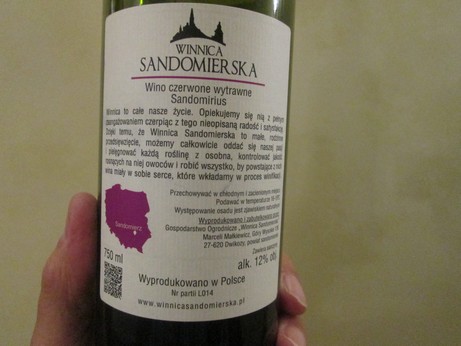 WINNICA
SANDOMIERSKA
Wino czerwone wytrawne
Sandomirius
Winnica to całe nasze życie. Opiekujemy się nią z pełnym
zaangażowaniem czerpiąc z tego nieopisaną radość i satysfakcję.
Dzięki temu, że Winnica Sandomierska to małe, rodzinne
przedsięwzięcie, możemy całkowicie oddać się naszej pasji
i pielęgnować każdą roślinę z osobna, kontrolować jakość
rosnących na niej owoców i robić wszystko, by powstające z nich
wina miały w sobie serce, które wkładamy w proces winifikacji.
Przechowywać w chłodnym i zaciemnionym miejscu
Podawać w temperaturze
Występowanie osadu jest zjawiskiem naturalnym
Wyprodukowano i zabutelkowano przez:
Gospodarstwo Ogrodnicze „Winnica Sandomierska"
Marceli Małkiewicz, Góry Wysokie
27-620 Dwikozy, powiat sandomierski
Zawiera siarczyny
Sandomierz
alk. 12% obj.
750 ml
Wyprodukowano w Polsce
Nr partii L014
www.winnicasandomierska.pl